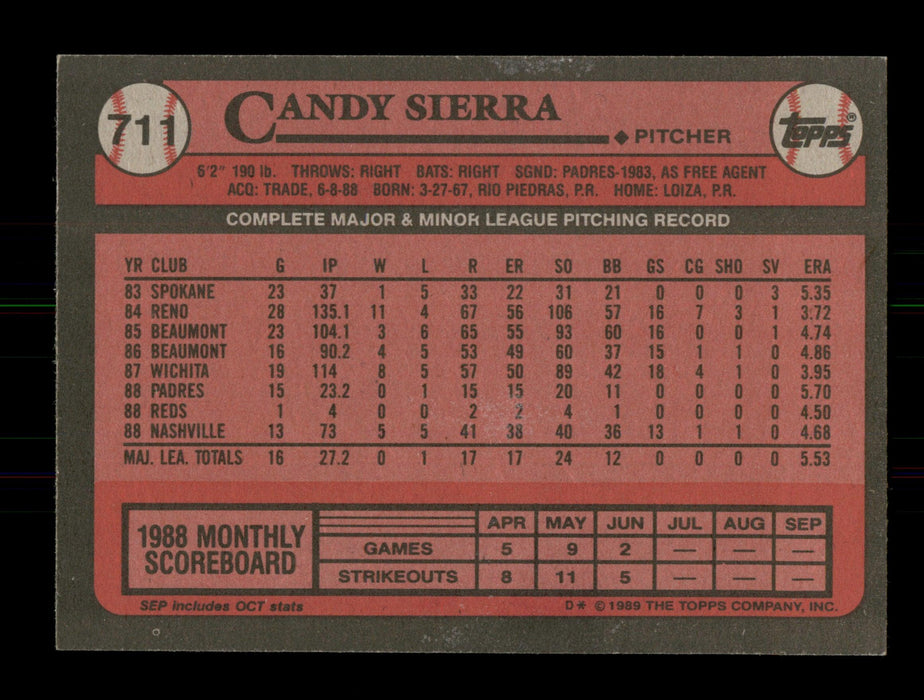 711
CANDY SIERRA
◆ PITCHER
TOPPS®
6'2" 190 lb. THROWS: RIGHT BATS: RIGHT SGND: PADRES-1983, AS FREE AGENT
ACQ: TRADE, 6-8-88 BORN: 3-27-67, RIO PIEDRAS, P.R. HOME: LOIZA, P.R.
COMPLETE MAJOR & MINOR LEAGUE PITCHING RECORD
YR CLUB G IP W L R ER SO BB GS CG SHO SV ERA
83 SPOKANE 23 37 1 5 33 22 31 21 0 0 0 3 5.35
84 RENO 28 135.1 11 4 67 56 106 57 16 7 3 1 3.72
85 BEAUMONT 23 104.1 3 6 65 55 93 60 16 0 0 1 4.74
86 BEAUMONT 16 90.2 4 5 53 49 60 37 15 1 1 0 4.86
87 WICHITA 19 114 8 5 57 50 89 42 18 4 1 0 3.95
88 PADRES 15 23.2 0 1 15 15 20 11 0 0 0 0 5.70
88 REDS 1 4 0 0 2 2 4 1 0 0 0 0 4.50
88 NASHVILLE 13 73 5 5 41 38 40 36 13 1 1 0 4.68
MAJ. LEA. TOTALS 16 27.2 0 1 17 17 24 12 0 0 0 0 5.53
1988 MONTHLY
SCOREBOARD
APR MAY JUN JUL AUG SEP
GAMES 5 9 2 — — —
STRIKEOUTS 8 11 5 — — —
SEP includes OCT stats
D* © 1989 THE TOPPS COMPANY, INC.